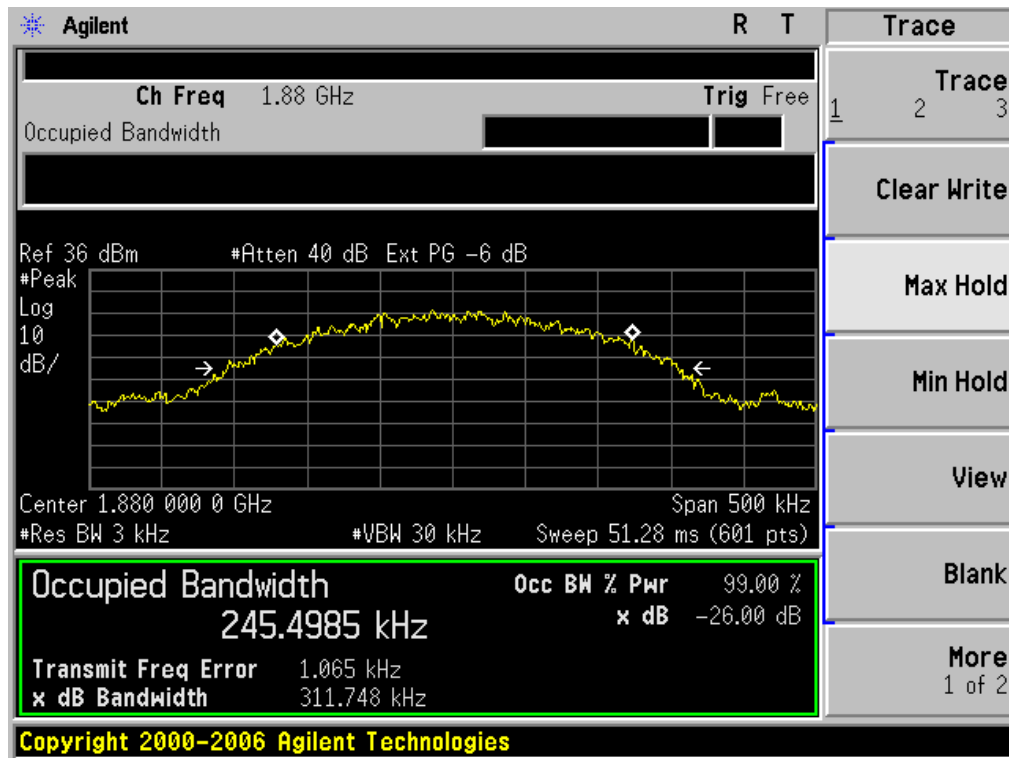 Agilent R T Trace
Ch Freq 1.88 GHz Trig Free
Occupied Bandwidth
Trace
1 2 3
Clear Write
Max Hold
Min Hold
View
Blank
More
1 of 2
Ref 36 dBm #Atten 40 dB Ext PG -6 dB
#Peak
Log
10
dB/
Center 1.880 000 0 GHz Span 500 kHz
#Res BW 3 kHz #VBW 30 kHz Sweep 51.28 ms (601 pts)
Occupied Bandwidth Occ BW % Pwr 99.00 %
245.4985 kHz x dB -26.00 dB
Transmit Freq Error 1.065 kHz
x dB Bandwidth 311.748 kHz
Copyright 2000-2006 Agilent Technologies